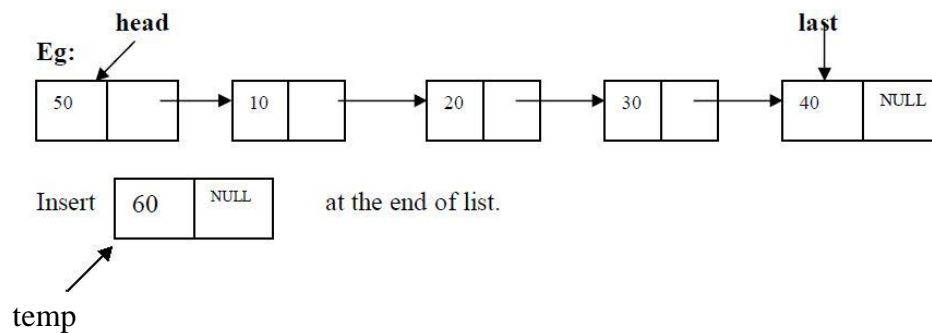 head last
Eg:
50 10 20 30 40 NULL
Insert 60 NULL at the end of list.
temp